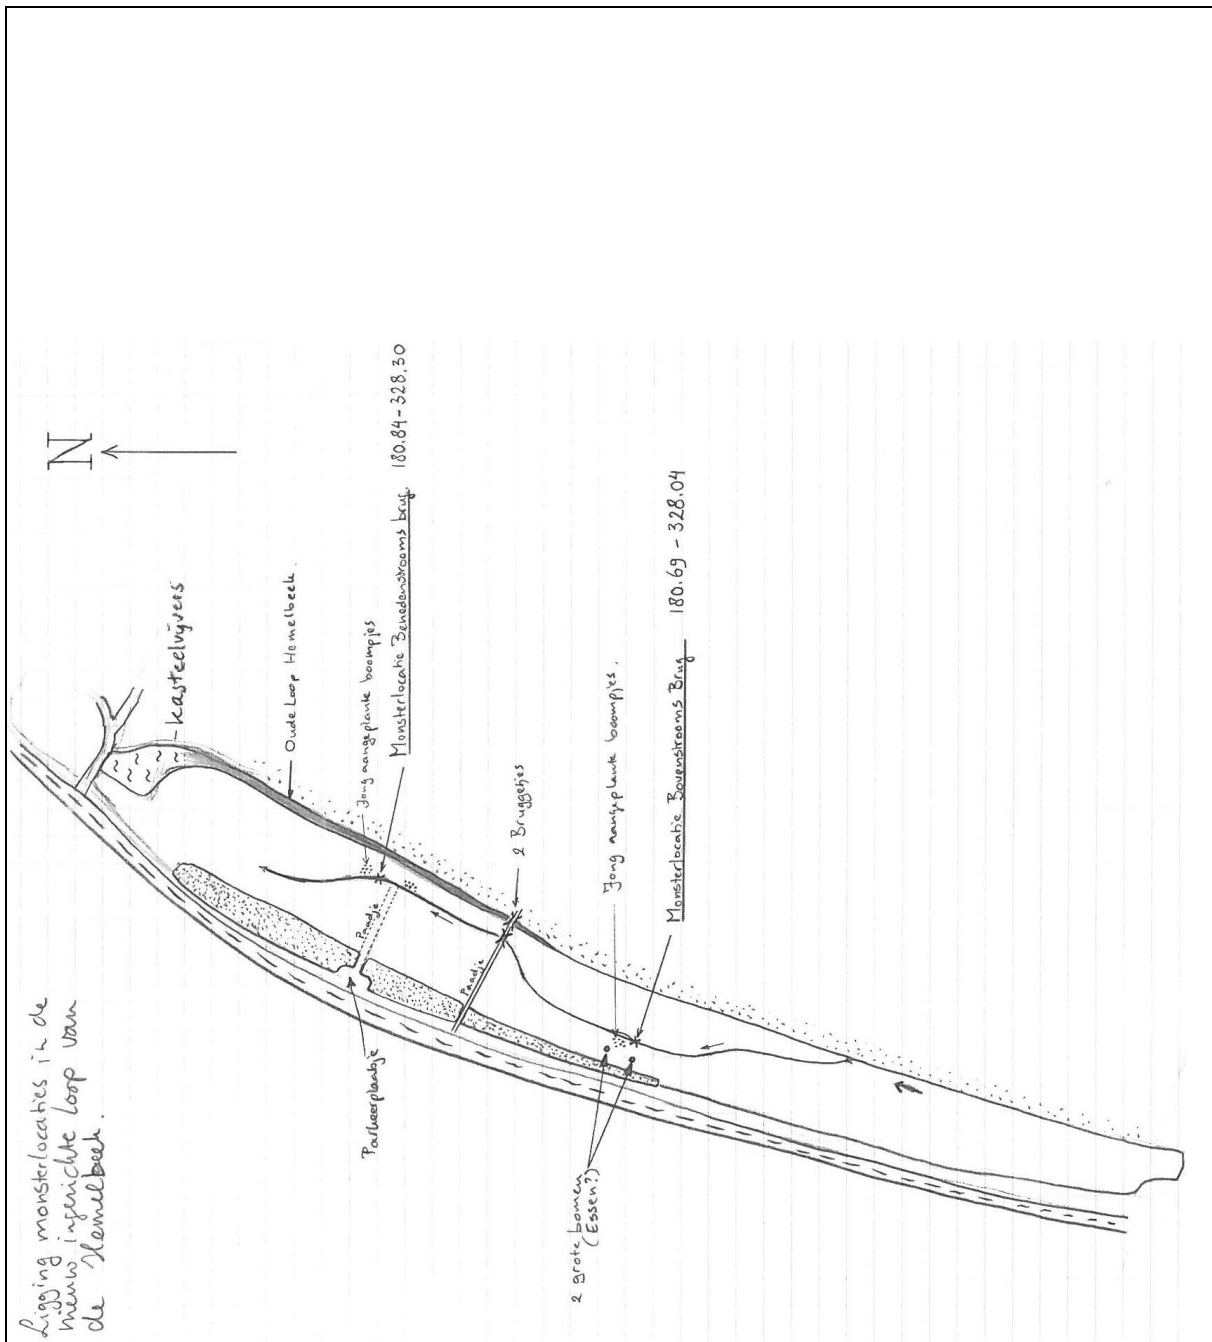 Ligging monsterlocaties in de
nieuw ingerichte loop van
de Hemelbeek.
N
Kasteelvijvers
Oude Loop Hemelbeek.
Jong aangeplante boompjes
Monsterlocatie Benedenstrooms brug. 180.84 - 328.30
Paadje
Parkeerplaatsje
2 Bruggetjes
Paadje
Jong aangeplante boompjes.
Monsterlocatie Bovenstrooms Brug 180.69 - 328.04
2 grote bomen
(Essen?)